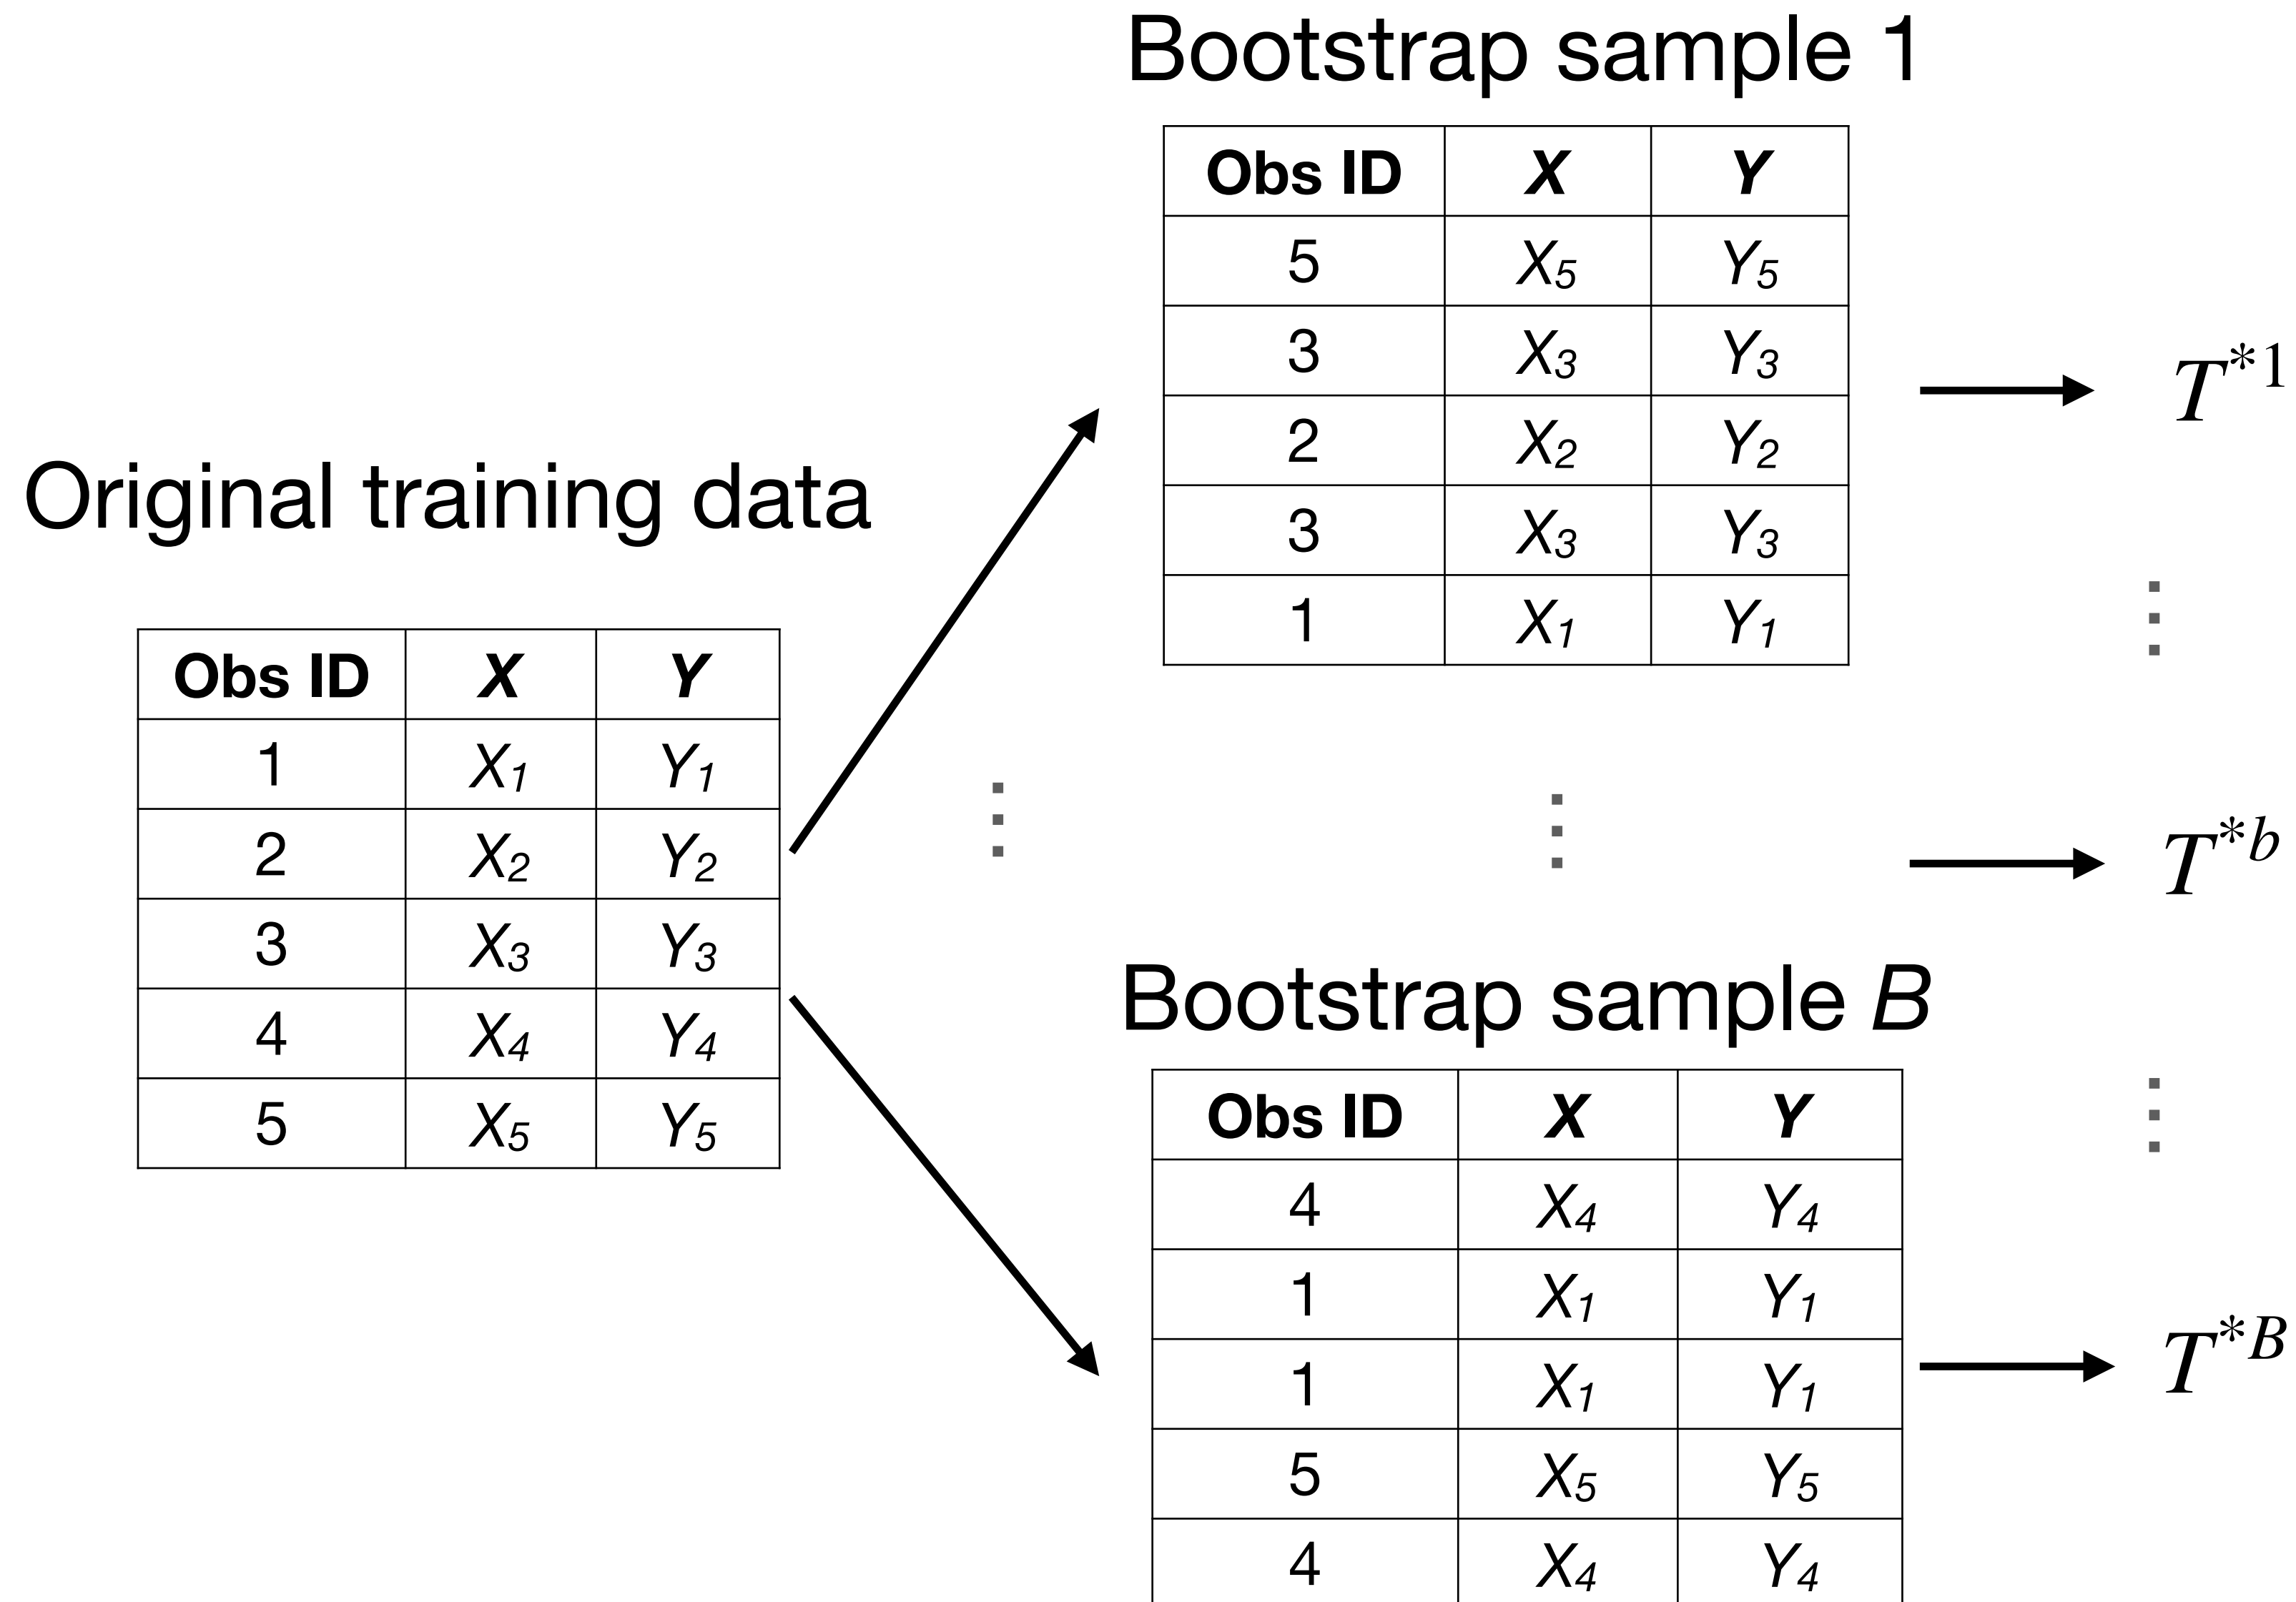 Original training data
Obs ID X Y
1 X₁ Y₁
2 X₂ Y₂
3 X₃ Y₃
4 X₄ Y₄
5 X₅ Y₅
Bootstrap sample 1
Obs ID X Y
5 X₅ Y₅
3 X₃ Y₃
2 X₂ Y₂
3 X₃ Y₃
1 X₁ Y₁
T*1
T*b
Bootstrap sample B
Obs ID X Y
4 X₄ Y₄
1 X₁ Y₁
1 X₁ Y₁
5 X₅ Y₅
4 X₄ Y₄
T*B